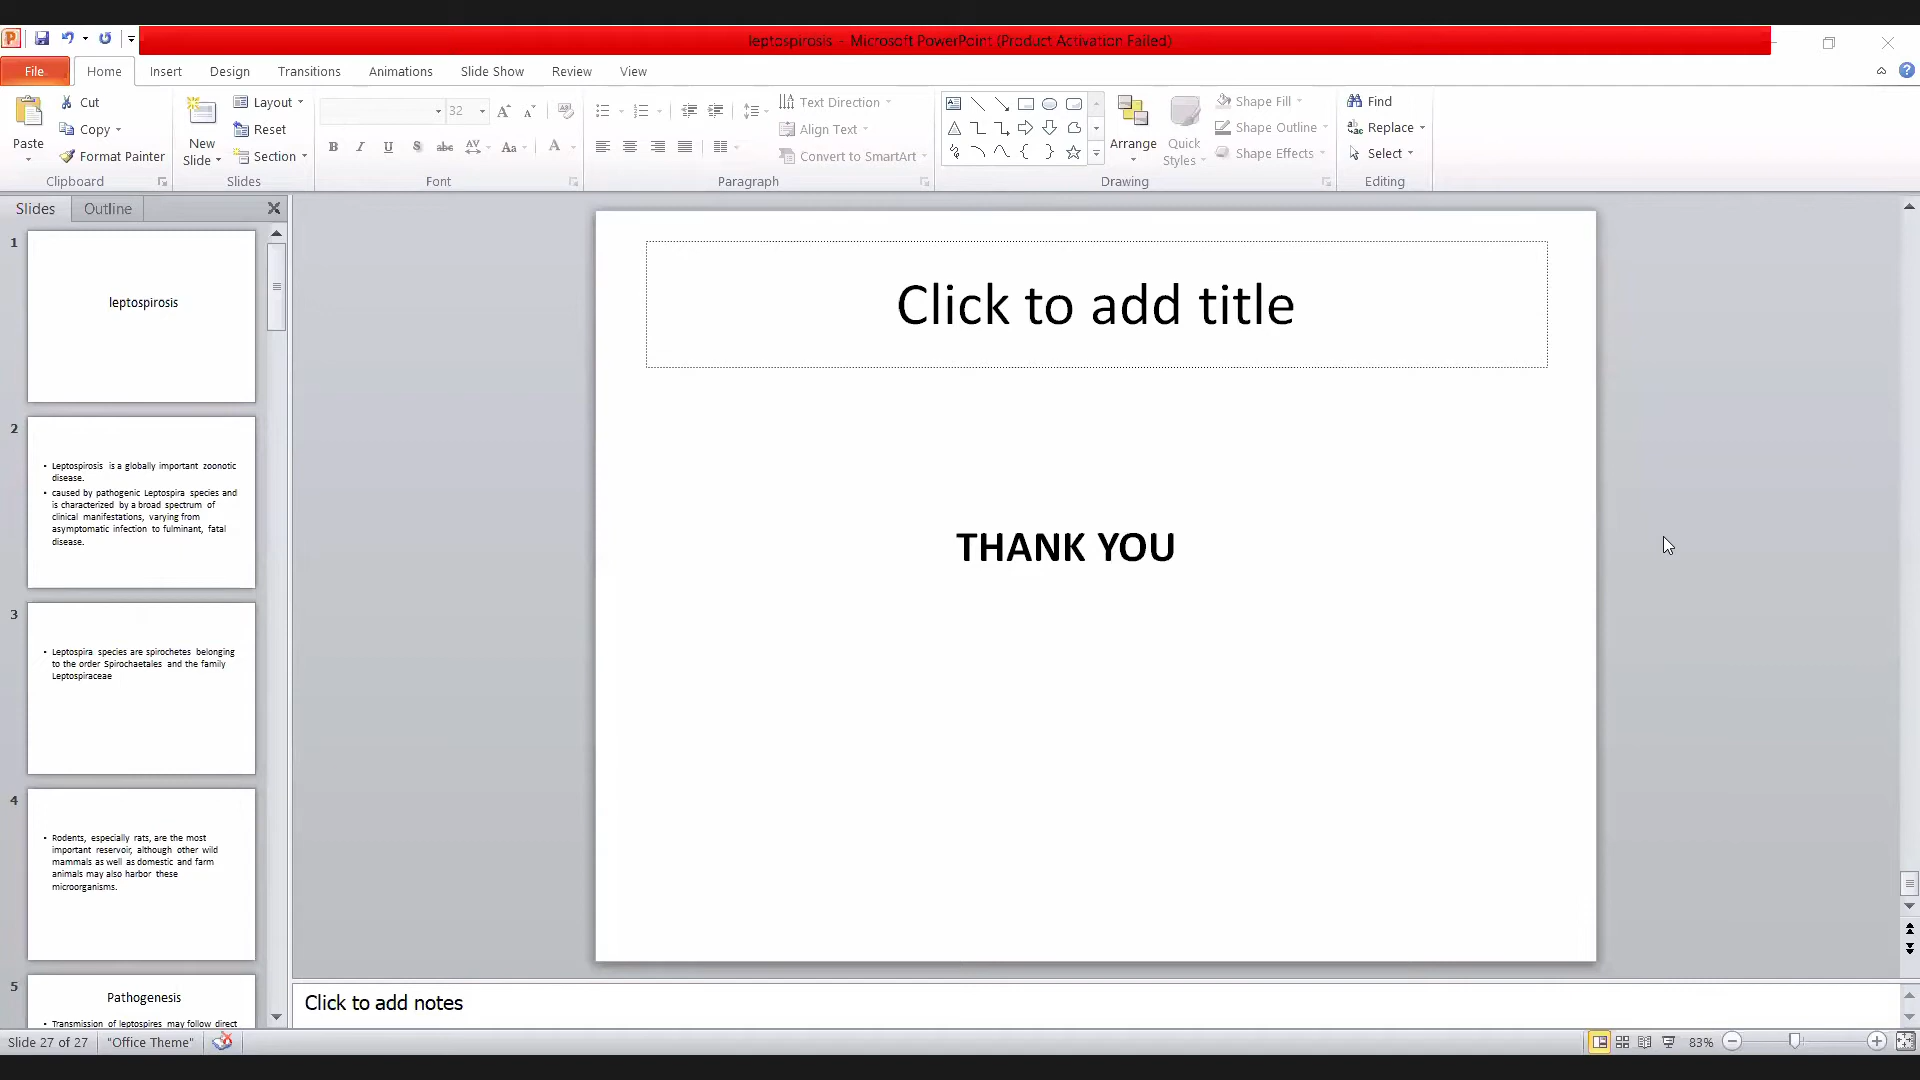 leptospirosis - Microsoft PowerPoint (Product Activation Failed)
File Home Insert Design Transitions Animations Slide Show Review View
Paste
Cut
Copy
Format Painter
Clipboard
New
Slide
Layout
Reset
Section
Slides
32
B I U S abc AV Aa A
Font
Text Direction
Align Text
Convert to SmartArt
Paragraph
Arrange
Quick
Styles
Shape Fill
Shape Outline
Shape Effects
Drawing
Find
Replace
Select
Editing
Slides Outline
1
leptospirosis
2
• Leptospirosis is a globally important zoonotic
disease.
• caused by pathogenic Leptospira species and
is characterized by a broad spectrum of
clinical manifestations, varying from
asymptomatic infection to fulminant, fatal
disease.
3
• Leptospira species are spirochetes belonging
to the order Spirochaetales and the family
Leptospiraceae
4
• Rodents, especially rats, are the most
important reservoir, although other wild
mammals as well as domestic and farm
animals may also harbor these
microorganisms.
5
Pathogenesis
• Transmission of leptospires may follow direct
Click to add title
THANK YOU
Click to add notes
Slide 27 of 27 "Office Theme" 83%